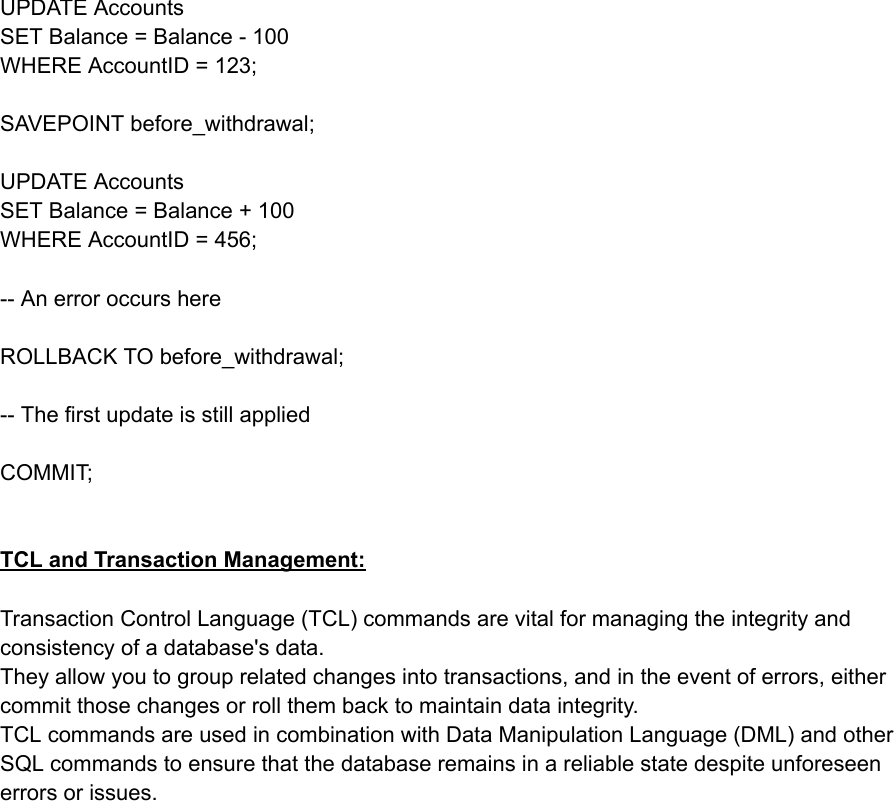 UPDATE Accounts
SET Balance = Balance - 100
WHERE AccountID = 123;
SAVEPOINT before_withdrawal;
UPDATE Accounts
SET Balance = Balance + 100
WHERE AccountID = 456;
-- An error occurs here
ROLLBACK TO before_withdrawal;
-- The first update is still applied
COMMIT;
TCL and Transaction Management:
Transaction Control Language (TCL) commands are vital for managing the integrity and
consistency of a database's data.
They allow you to group related changes into transactions, and in the event of errors, either
commit those changes or roll them back to maintain data integrity.
TCL commands are used in combination with Data Manipulation Language (DML) and other
SQL commands to ensure that the database remains in a reliable state despite unforeseen
errors or issues.